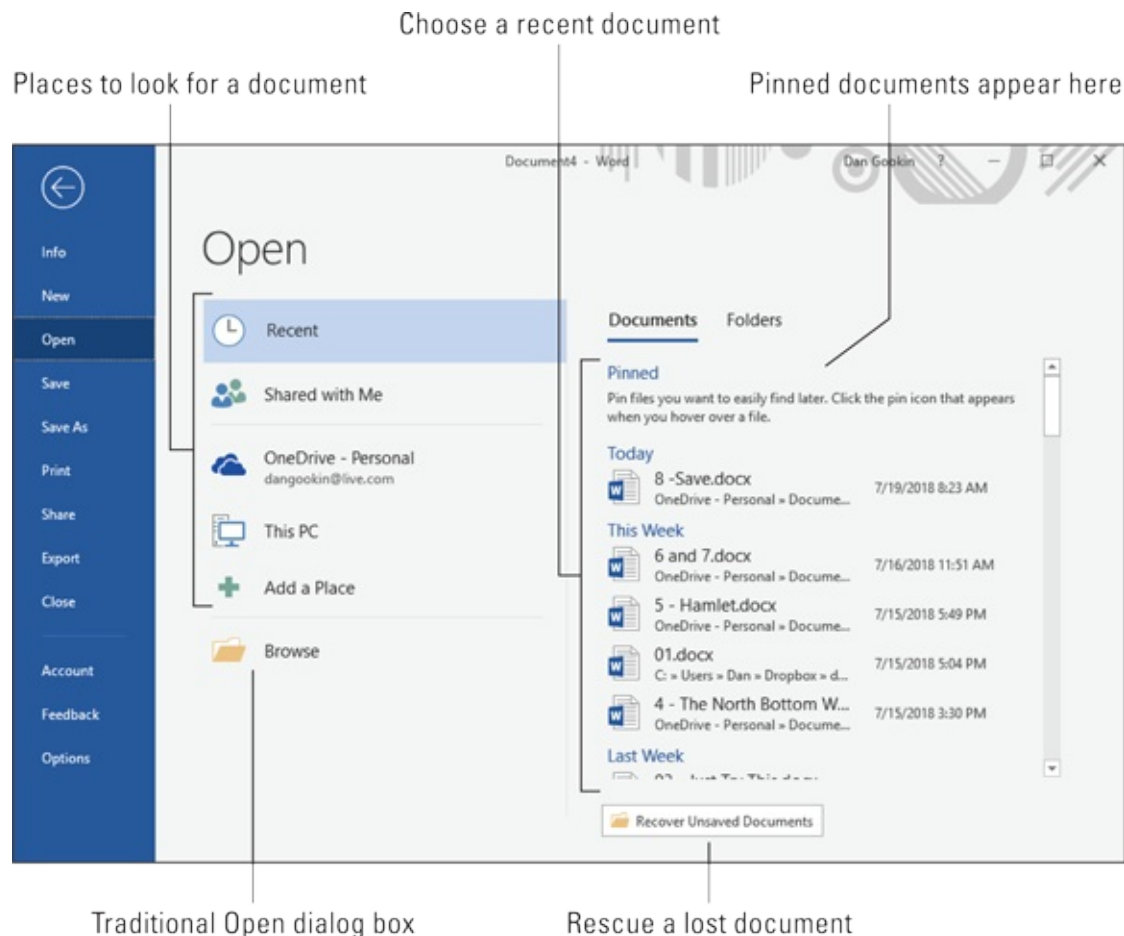 Choose a recent document
Places to look for a document
Pinned documents appear here
Document4 - Word
Dan Gookin ?
Info
New
Open
Save
Save As
Print
Share
Export
Close
Account
Feedback
Options
Open
Recent
Shared with Me
OneDrive - Personal
dangookin@live.com
This PC
Add a Place
Browse
Documents Folders
Pinned
Pin files you want to easily find later. Click the pin icon that appears
when you hover over a file.
Today
8 -Save.docx
OneDrive - Personal » Docume...
7/19/2018 8:23 AM
This Week
6 and 7.docx
OneDrive - Personal » Docume...
7/16/2018 11:51 AM
5 - Hamlet.docx
OneDrive - Personal » Docume...
7/15/2018 5:49 PM
01.docx
C: » Users » Dan » Dropbox » d...
7/15/2018 5:04 PM
4 - The North Bottom W...
OneDrive - Personal » Docume...
7/15/2018 3:30 PM
Last Week
Recover Unsaved Documents
Traditional Open dialog box
Rescue a lost document